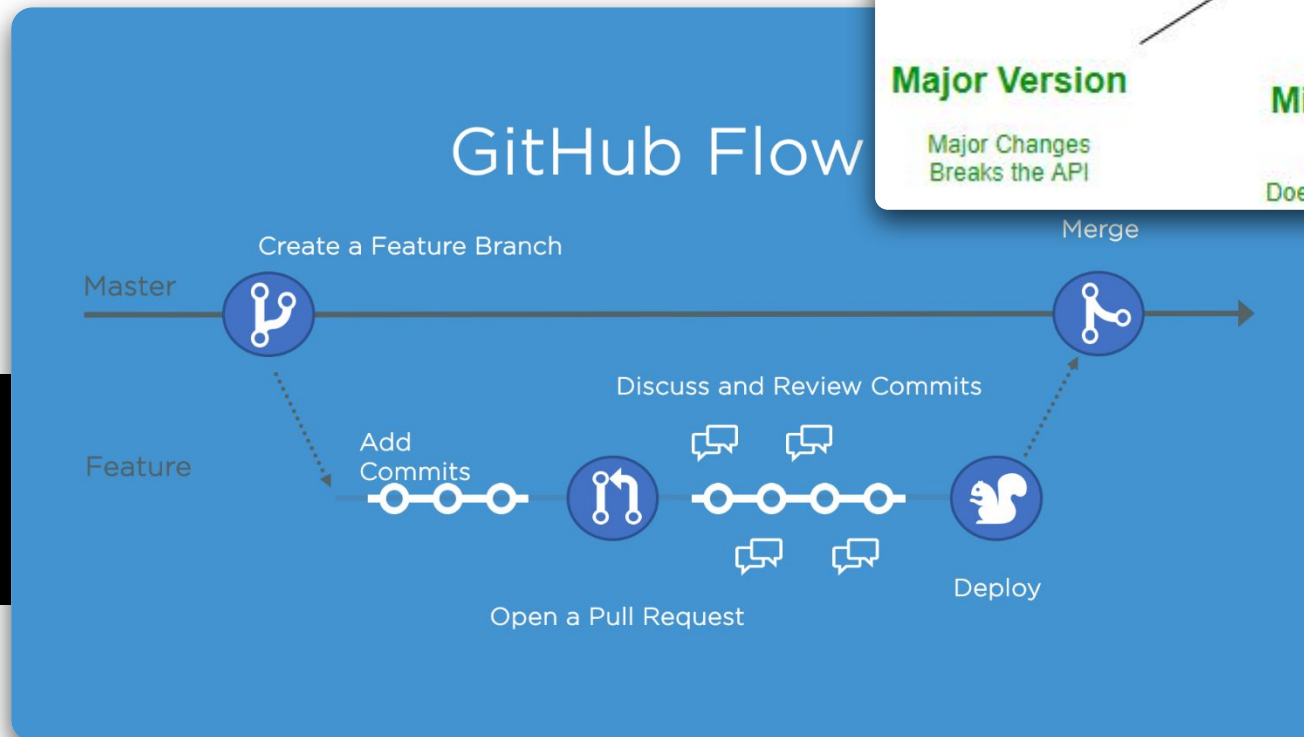 Major Version
Major Changes
Breaks the API
GitHub Flow
Merge
Create a Feature Branch
Master
Discuss and Review Commits
Add
Commits
Feature
Deploy
Open a Pull Request